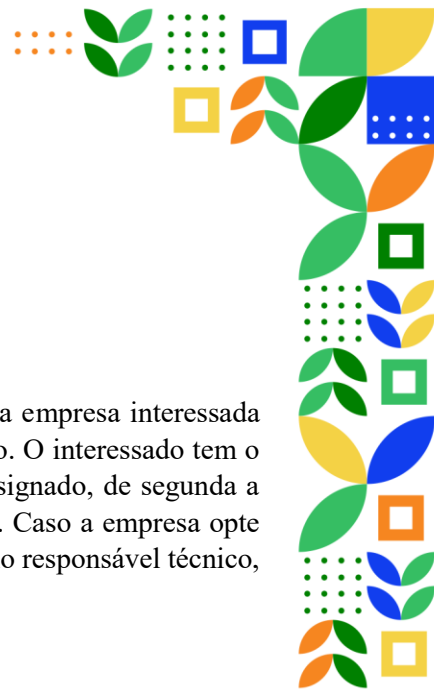 a empresa interessada
o. O interessado tem o
signado, de segunda a
. Caso a empresa opte
o responsável técnico,